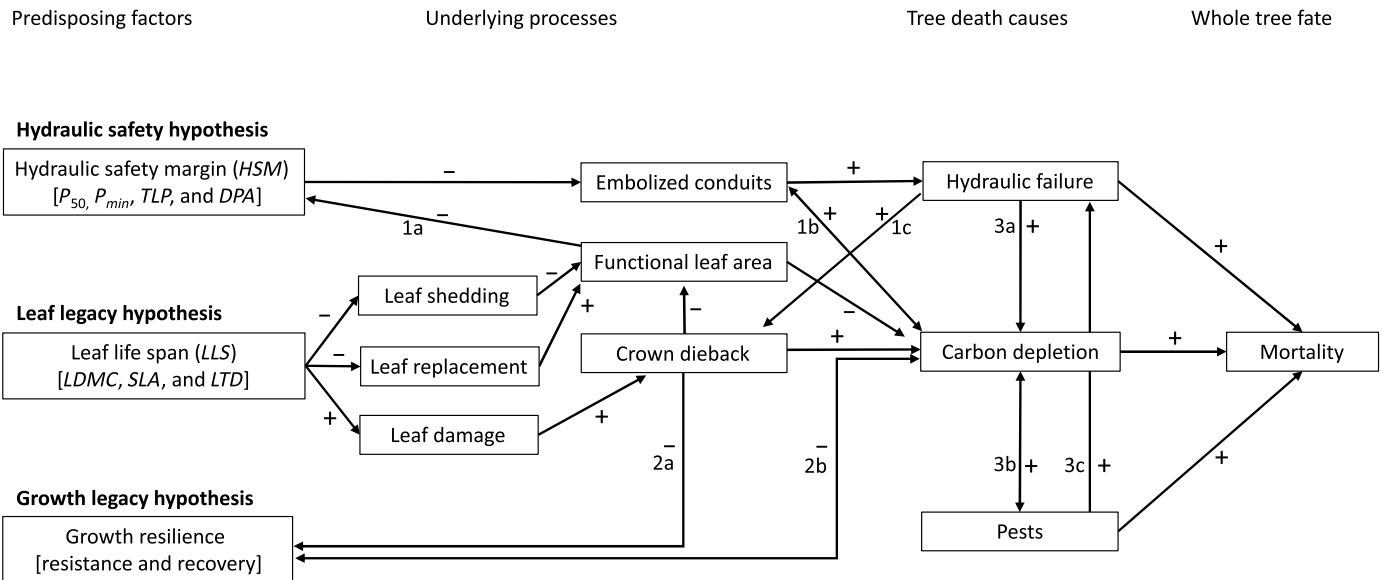 Predisposing factors
Underlying processes
Tree death causes
Whole tree fate
Hydraulic safety hypothesis
Hydraulic safety margin (HSM)
[P50, Pmin, TLP, and DPA]
–
Embolized conduits
+
Hydraulic failure
1a
–
1b
+
+
1c
3a
+
+
Functional leaf area
Leaf shedding
–
+
–
–
Leaf legacy hypothesis
Leaf life span (LLS)
[LDMC, SLA, and LTD]
–
–
+
Leaf replacement
Crown dieback
+
Carbon depletion
+
Mortality
Leaf damage
+
–
2a
–
2b
3b
+
3c
+
+
Growth legacy hypothesis
Growth resilience
[resistance and recovery]
Pests